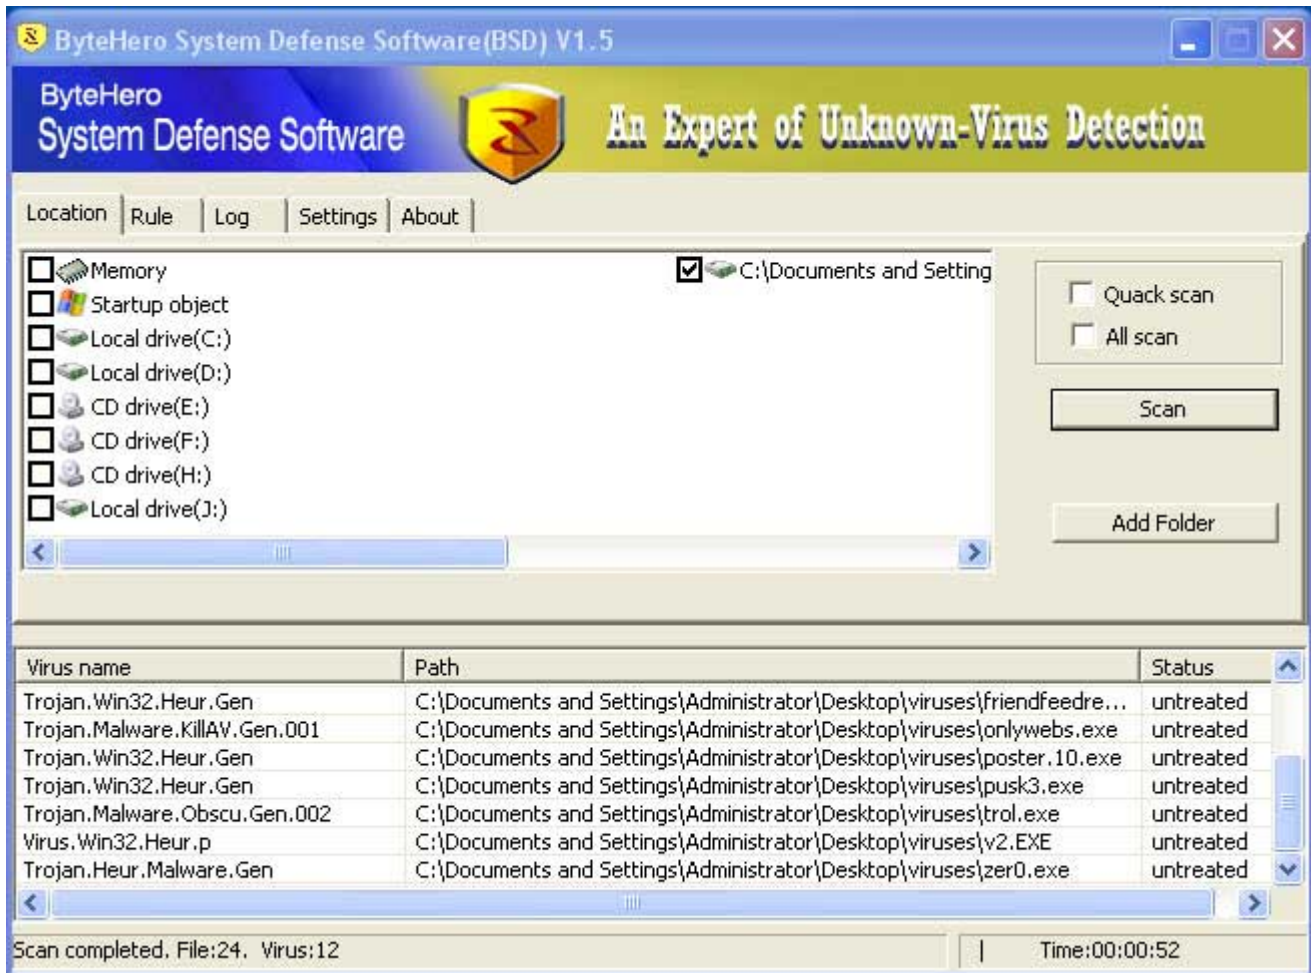 ByteHero System Defense Software(BSD) V1.5
ByteHero
System Defense Software
An Expert of Unknown-Virus Detection
Location Rule Log Settings About
Memory
Startup object
Local drive(C:)
Local drive(D:)
CD drive(E:)
CD drive(F:)
CD drive(H:)
Local drive(J:)
C:\Documents and Setting
Quack scan
All scan
Scan
Add Folder
Virus name Path Status
Trojan.Win32.Heur.Gen C:\Documents and Settings\Administrator\Desktop\viruses\friendfeedre... untreated
Trojan.Malware.KillAV.Gen.001 C:\Documents and Settings\Administrator\Desktop\viruses\onlywebs.exe untreated
Trojan.Win32.Heur.Gen C:\Documents and Settings\Administrator\Desktop\viruses\poster.10.exe untreated
Trojan.Win32.Heur.Gen C:\Documents and Settings\Administrator\Desktop\viruses\pusk3.exe untreated
Trojan.Malware.Obscu.Gen.002 C:\Documents and Settings\Administrator\Desktop\viruses\trol.exe untreated
Virus.Win32.Heur.p C:\Documents and Settings\Administrator\Desktop\viruses\v2.EXE untreated
Trojan.Heur.Malware.Gen C:\Documents and Settings\Administrator\Desktop\viruses\zer0.exe untreated
Scan completed. File:24. Virus:12
| Time:00:00:52